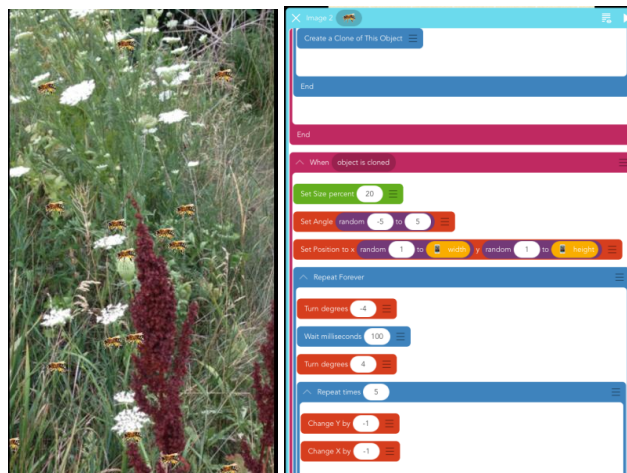 Image 2
Create a Clone of This Object
End
End
When object is cloned
Set Size percent 20
Set Angle random -5 to 5
Set Position to x random 1 to width y random 1 to height
Repeat Forever
Turn degrees -4
Wait milliseconds 100
Turn degrees 4
Repeat times 5
Change Y by -1
Change X by -1